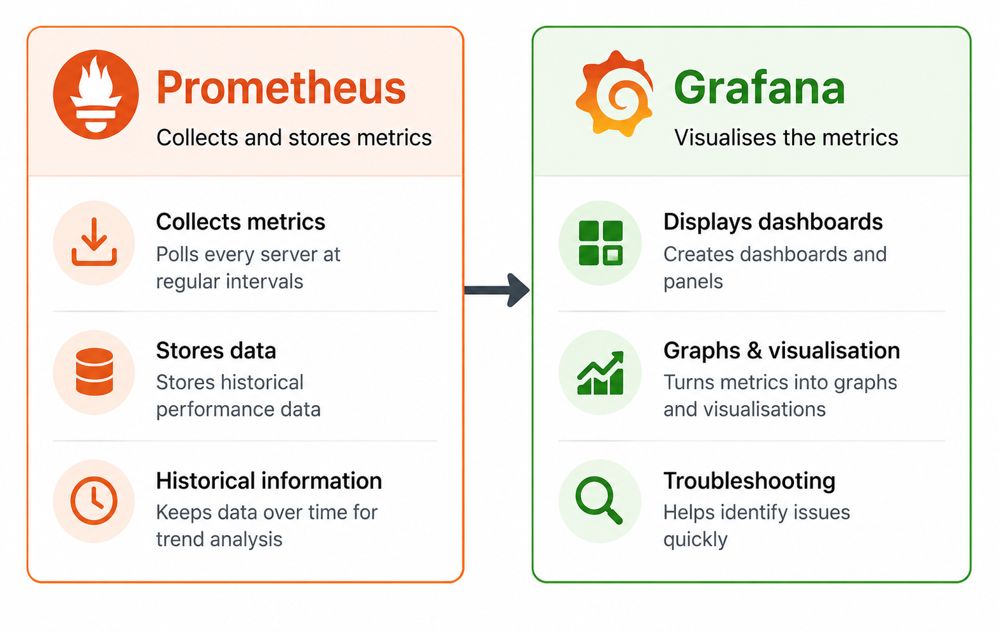 Prometheus
Collects and stores metrics
Collects metrics
Polls every server at
regular intervals
Stores data
Stores historical
performance data
Historical information
Keeps data over time for
trend analysis
Grafana
Visualises the metrics
Displays dashboards
Creates dashboards and
panels
Graphs & visualisation
Turns metrics into graphs
and visualisations
Troubleshooting
Helps identify issues
quickly